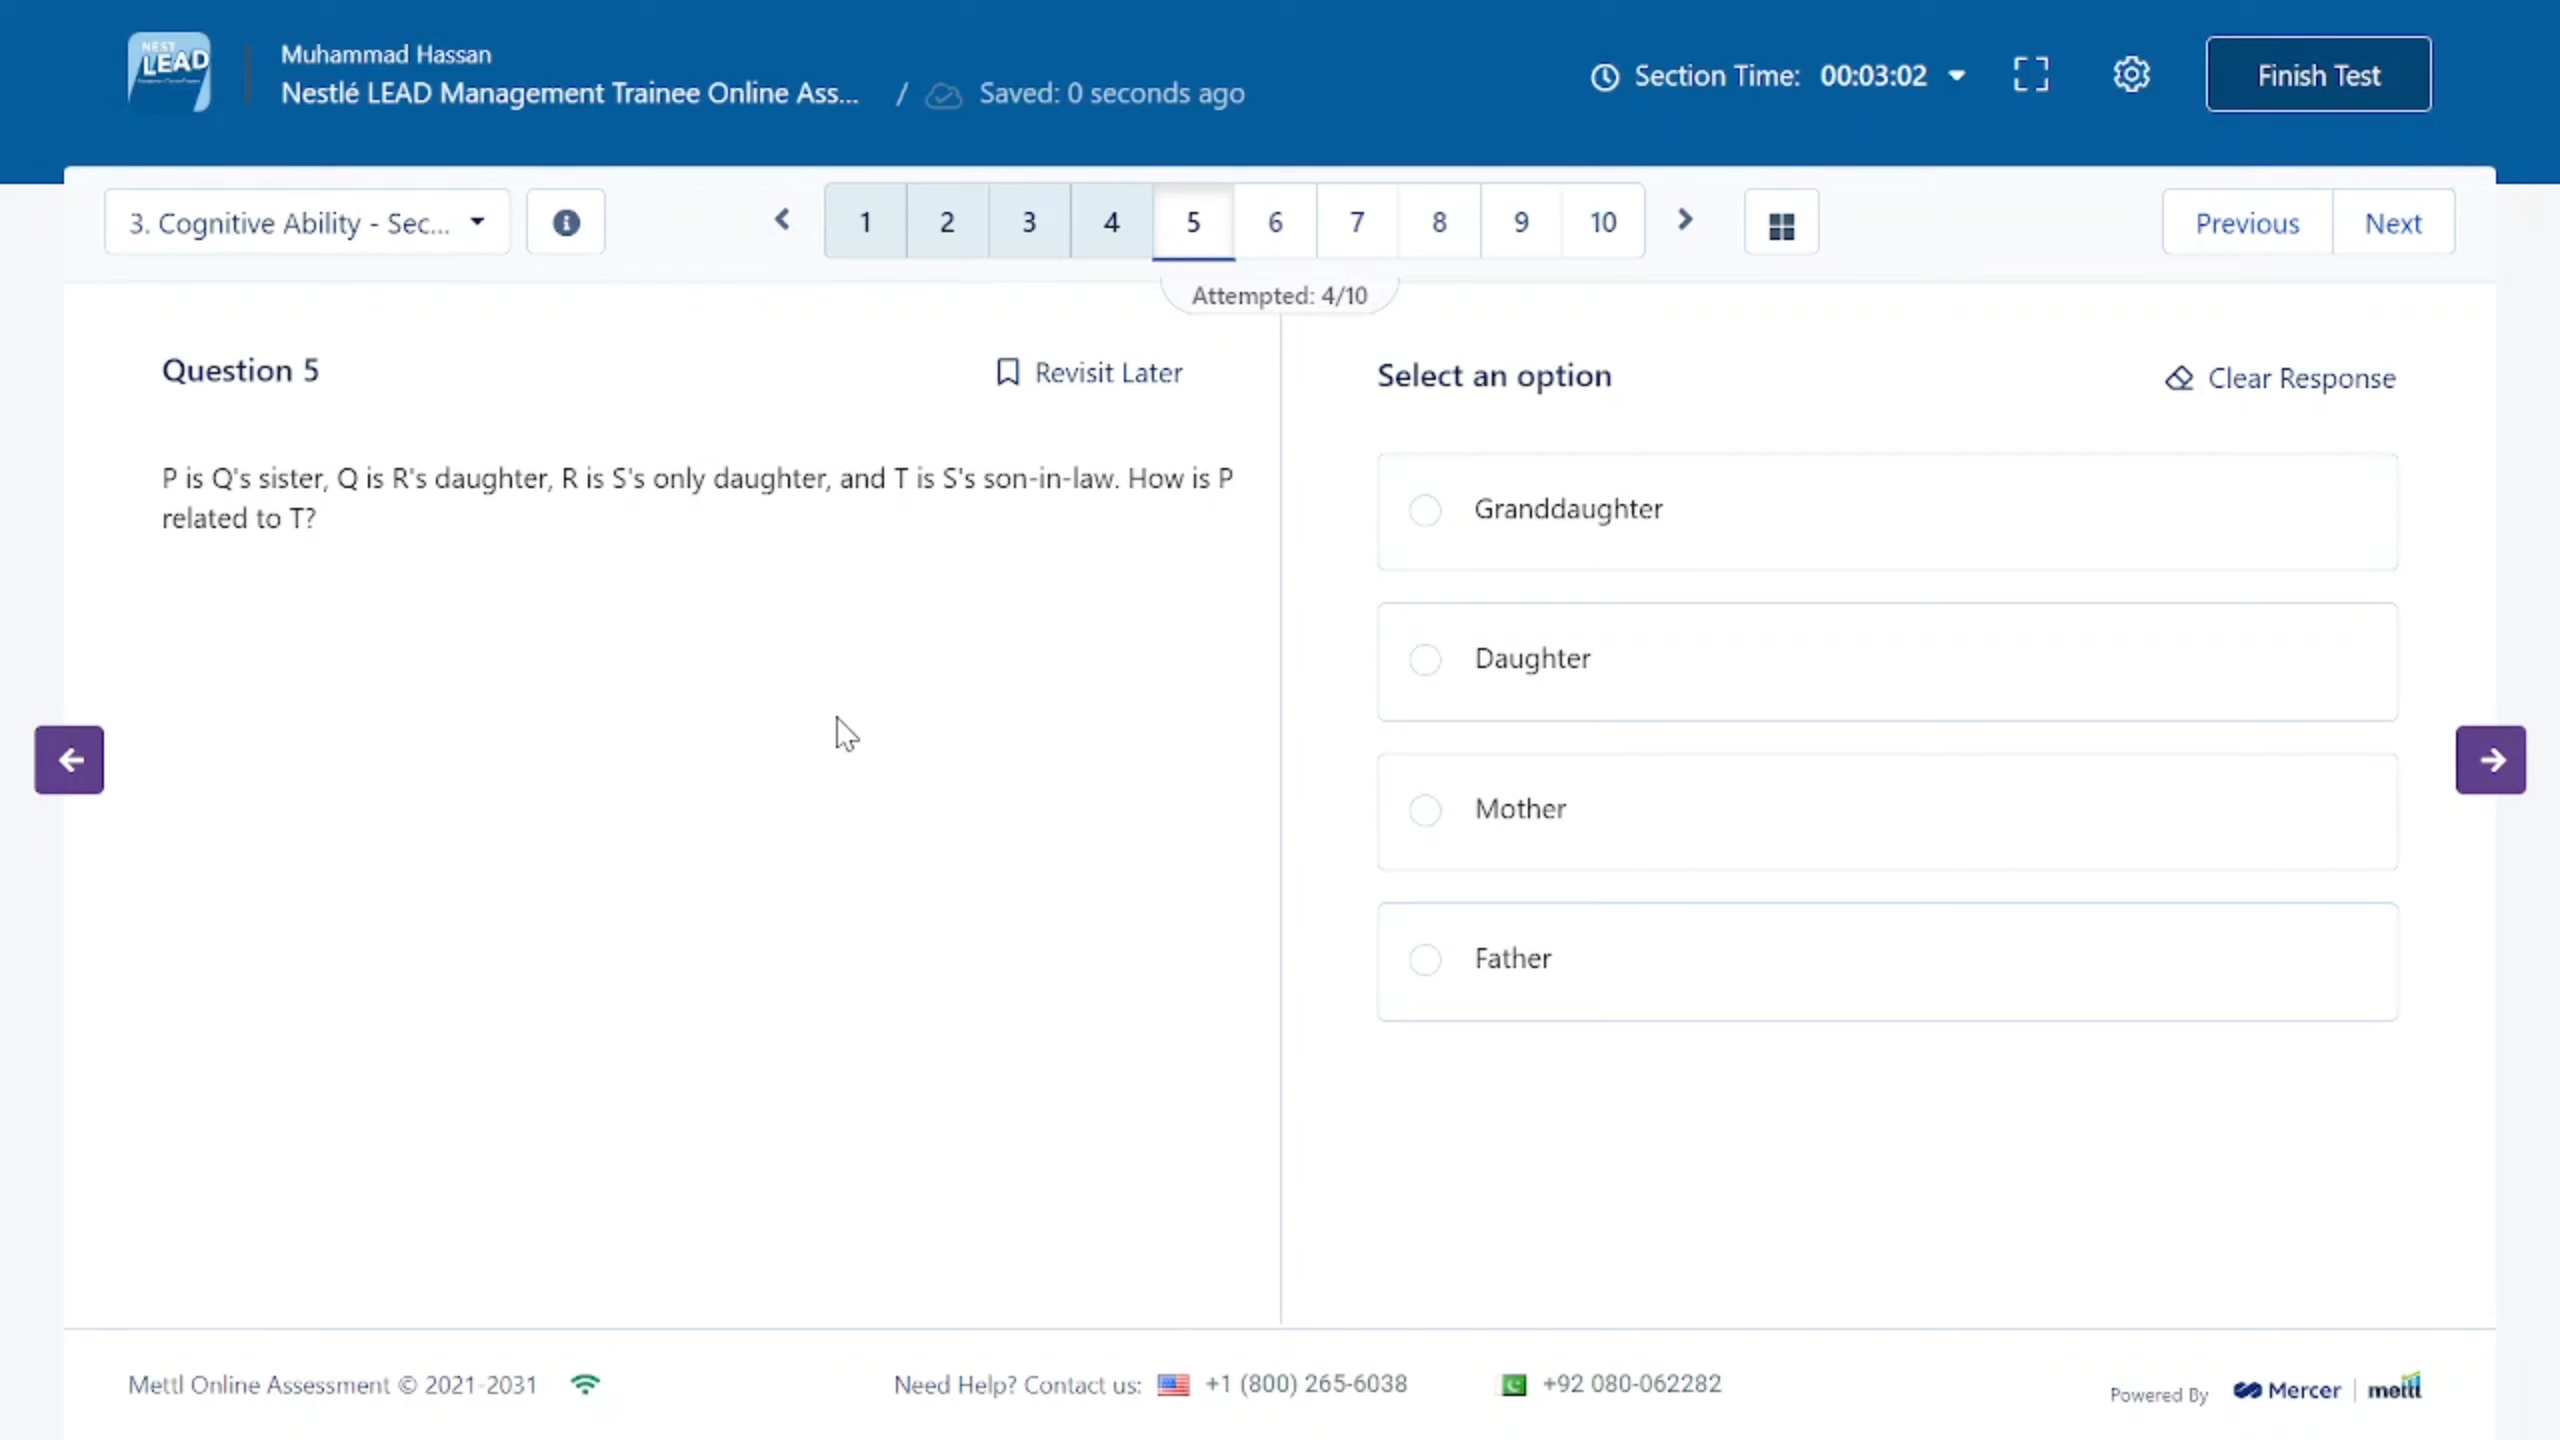 NEST
LEAD
Muhammad Hassan
Nestlé LEAD Management Trainee Online Ass... / Saved: 0 seconds ago
Section Time: 00:03:02
Finish Test
3. Cognitive Ability - Sec...
1 2 3 4 5 6 7 8 9 10
Previous Next
Attempted: 4/10
Question 5
Revisit Later
P is Q's sister, Q is R's daughter, R is S's only daughter, and T is S's son-in-law. How is P
related to T?
Select an option
Clear Response
Granddaughter
Daughter
Mother
Father
Mettl Online Assessment © 2021-2031
Need Help? Contact us: +1 (800) 265-6038 +92 080-062282
Powered By Mercer | mettl